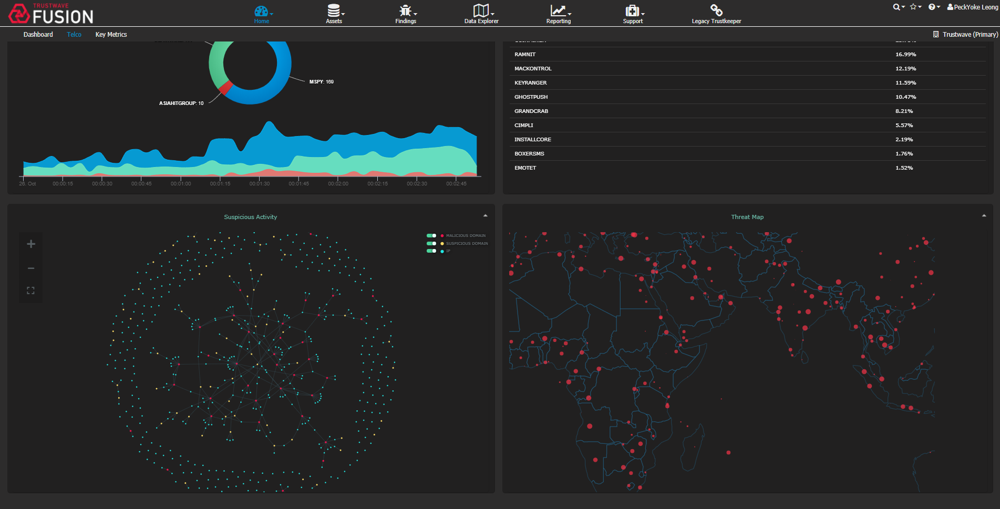 TRUSTWAVE
FUSION
Home
Assets
Findings
Data Explorer
Reporting
Support
Legacy Trustkeeper
PeckYoke Leong
Dashboard
Telco
Key Metrics
Trustwave (Primary)
MSPY: 169
ASIAHITGROUP: 10
26. Oct
00:00:15
00:00:30
00:00:45
00:01:00
00:01:15
00:01:30
00:01:45
00:02:00
00:02:15
00:02:30
00:02:45
RAMNIT 16.99%
MACKONTROL 12.19%
KEYRANGER 11.59%
GHOSTPUSH 10.47%
GRANDCRAB 8.21%
CIMPLI 5.57%
INSTALLCORE 2.19%
BOXERSMS 1.76%
EMOTET 1.52%
Suspicious Activity
MALICIOUS DOMAIN
SUSPICIOUS DOMAIN
IP
Threat Map